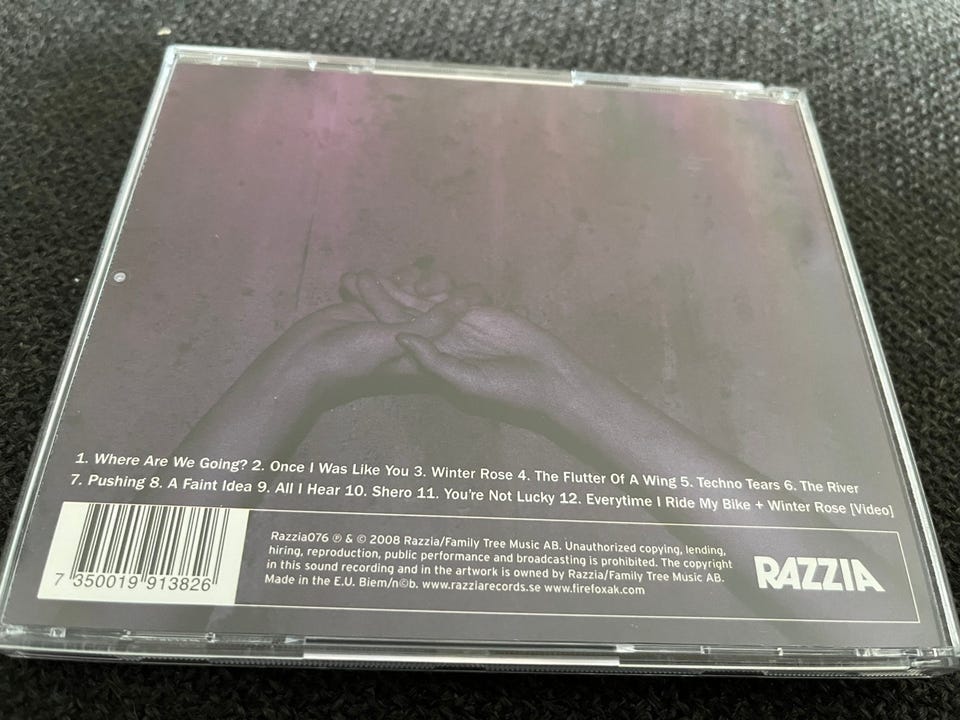 1. Where Are We Going? 2. Once I Was Like You 3. Winter Rose 4. The Flutter Of A Wing 5. Techno Tears 6. The River
7. Pushing 8. A Faint Idea 9. All I Hear 10. Shero 11. You're Not Lucky 12. Everytime I Ride My Bike + Winter Rose [Video]
7 350019 913826
Razzia076 ℗ & © 2008 Razzia/Family Tree Music AB. Unauthorized copying, lending,
hiring, reproduction, public performance and broadcasting is prohibited. The copyright
in this sound recording and in the artwork is owned by Razzia/Family Tree Music AB.
Made in the E.U. Biem/n©b. www.razziarecords.se www.firefoxak.com
RAZZIA